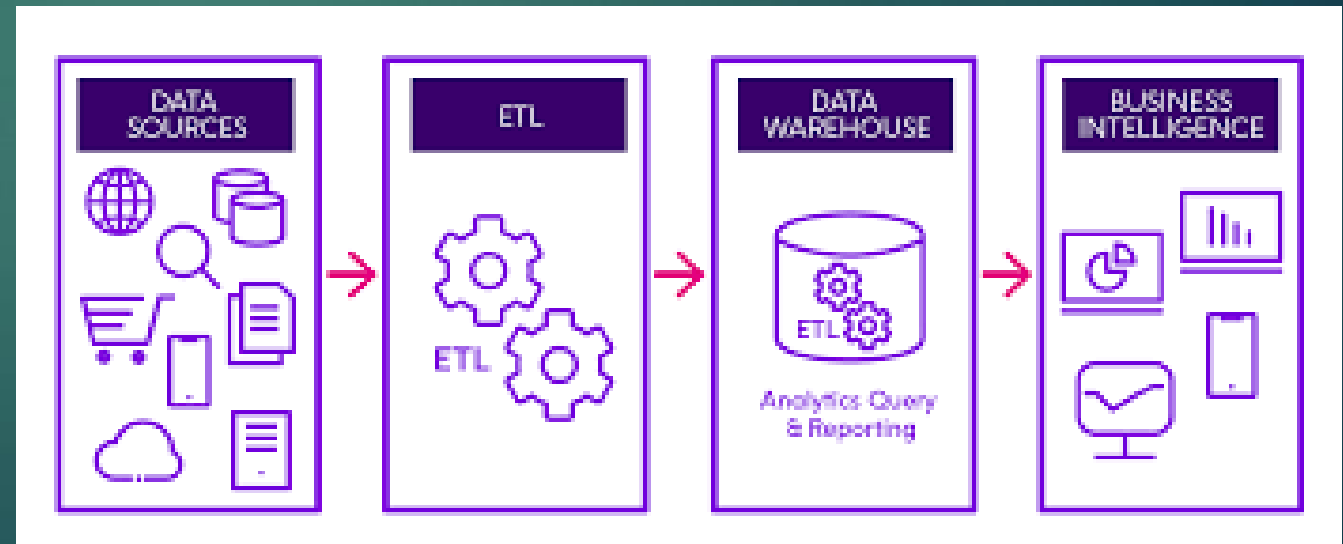 DATA
SOURCES
ETL
ETL
DATA
WAREHOUSE
ETL
Analytics Query
& Reporting
BUSINESS
INTELLIGENCE